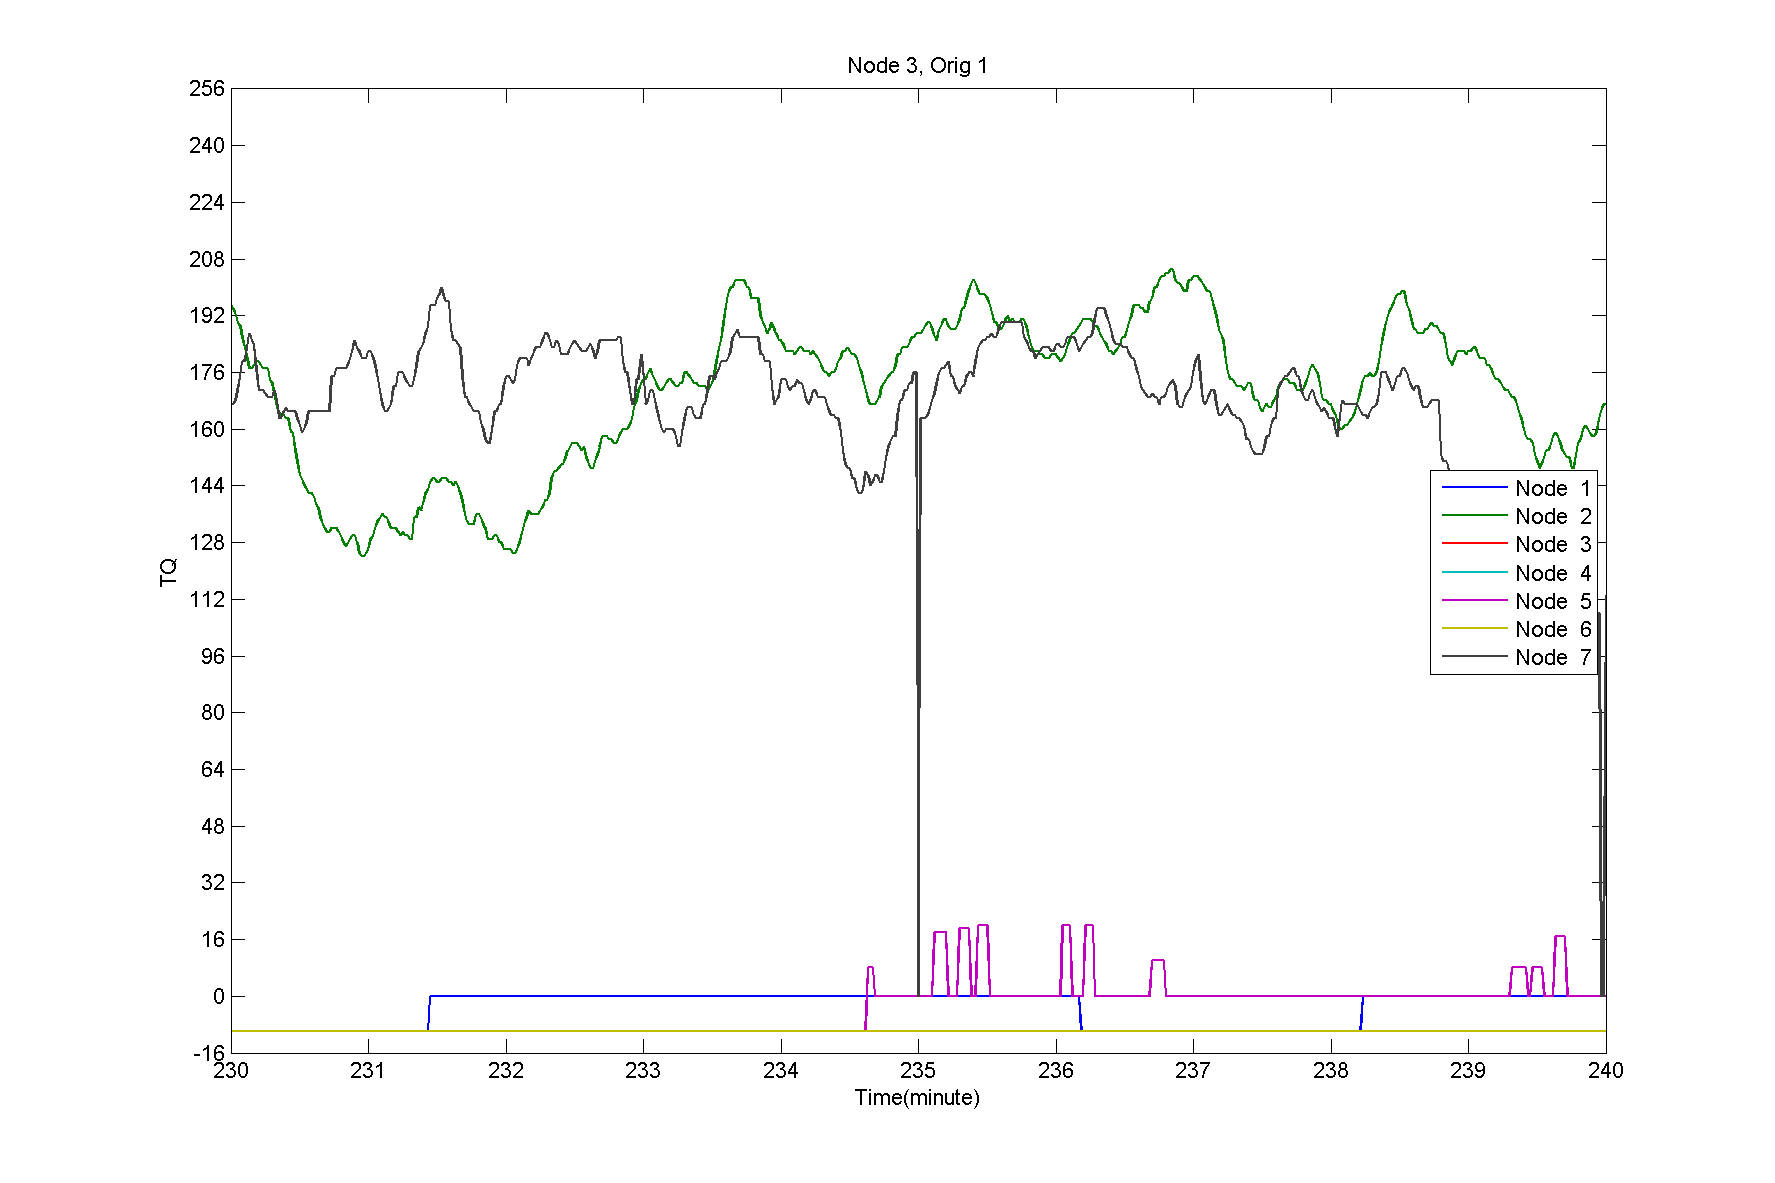 Node 3, Orig 1
256
240
224
208
192
176
160
144
128
112
96
80
64
48
32
16
0
-16
TQ
230 231 232 233 234 235 236 237 238 239 240
Time(minute)
Node 1
Node 2
Node 3
Node 4
Node 5
Node 6
Node 7